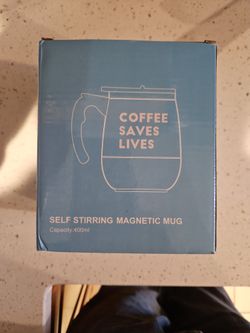 COFFEE
SAVES
LIVES
SELF STIRRING MAGNETIC MUG
Capacity:400ml